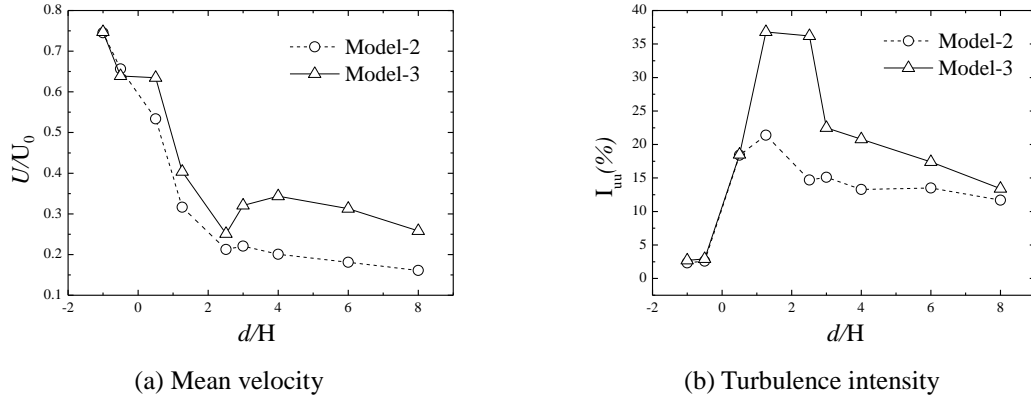 0.8
0.7
0.6
0.5
0.4
0.3
0.2
0.1
U/U0
Model-2
Model-3
-2 0 2 4 6 8
d/H
(a) Mean velocity
40
35
30
25
20
15
10
5
0
Iuu(%)
Model-2
Model-3
-2 0 2 4 6 8
d/H
(b) Turbulence intensity